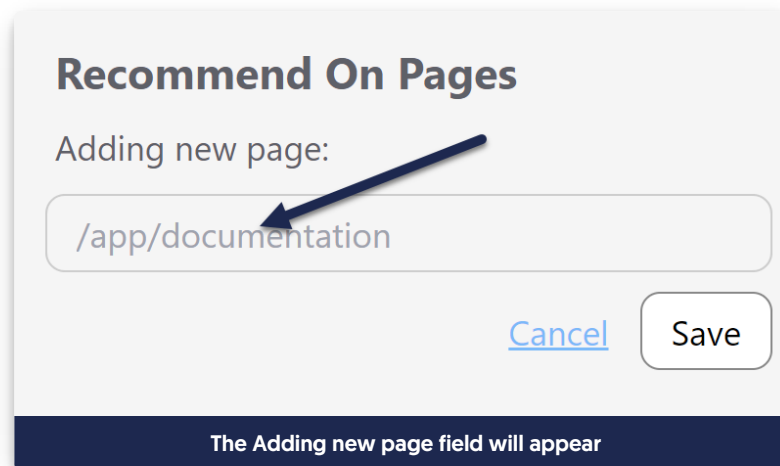 Recommend On Pages
Adding new page:
/app/documentation
Cancel
Save
The Adding new page field will appear